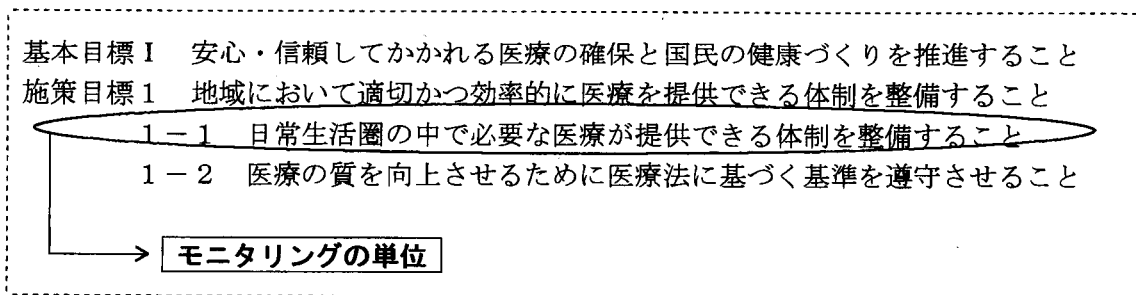 基本目標Ⅰ 安心・信頼してかかれる医療の確保と国民の健康づくりを推進すること
施策目標1 地域において適切かつ効率的に医療を提供できる体制を整備すること
1-1 日常生活圏の中で必要な医療が提供できる体制を整備すること
1-2 医療の質を向上させるために医療法に基づく基準を遵守させること
モニタリングの単位